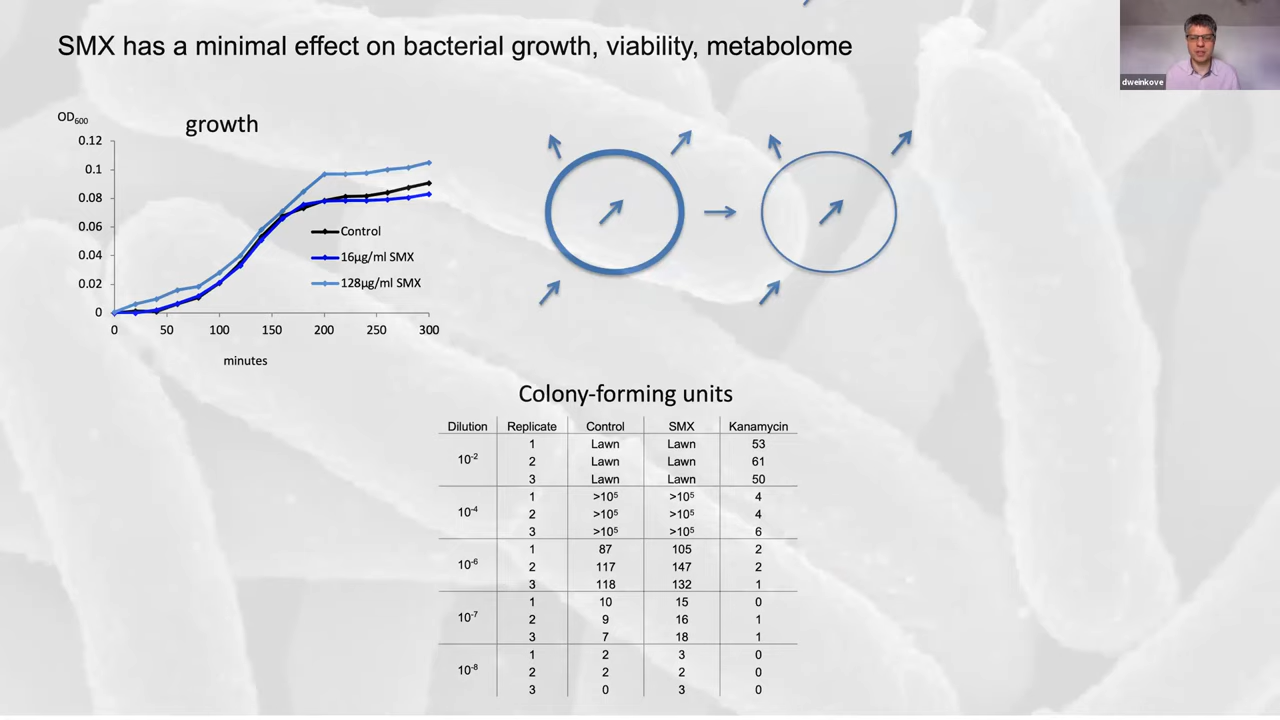 SMX has a minimal effect on bacterial growth, viability, metabolome
dweinkove
OD600
growth
0.12
0.1
0.08
0.06
0.04
0.02
0
Control
16µg/ml SMX
128µg/ml SMX
0 50 100 150 200 250 300
minutes
Colony-forming units
Dilution Replicate Control SMX Kanamycin
10-2
1 Lawn Lawn 53
2 Lawn Lawn 61
3 Lawn Lawn 50
10-4
1 >10⁵ >10⁵ 4
2 >10⁵ >10⁵ 4
3 >10⁵ >10⁵ 6
10-6
1 87 105 2
2 117 147 2
3 118 132 1
10-7
1 10 15 0
2 9 16 1
3 7 18 1
10-8
1 2 3 0
2 2 2 0
3 0 3 0